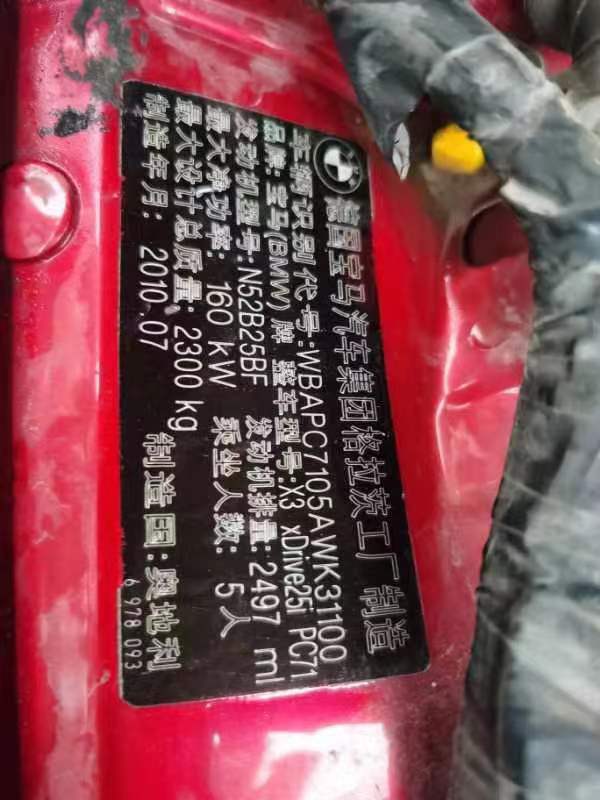 德国宝马汽车集团格拉茨工厂 制造
车辆识别代号:WBAPC7105AWK31100
品牌: 宝马(BMW) 牌 整车型号:X3 xDrive25i PC71
发动机型号:N52B25BF 发动机排量: 2497 ml
最大净功率: 160 kW 乘坐人数: 5人
最大设计总质量: 2300 kg
制造年月: 2010 07 制造国:奥地利
6 978 093